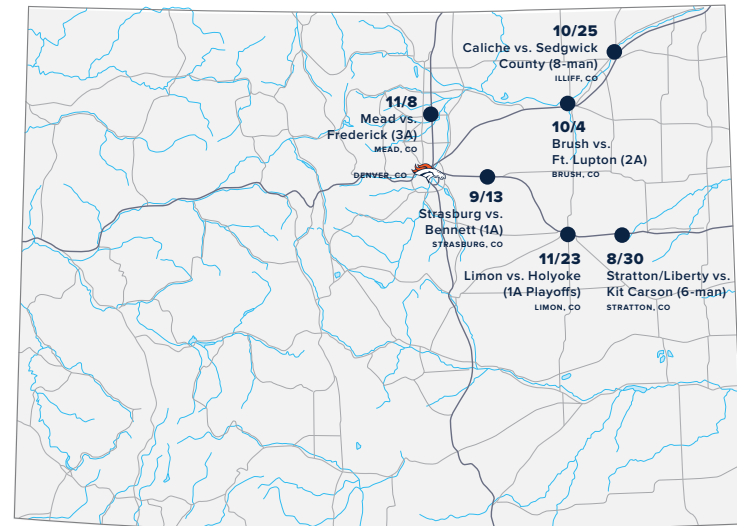 10/25
Caliche vs. Sedgwick
County (8-man)
ILIFF, CO
11/8
Mead vs.
Frederick (3A)
MEAD, CO
10/4
Brush vs.
Ft. Lupton (2A)
BRUSH, CO
DENVER, CO
9/13
Strasburg vs.
Bennett (1A)
STRASBURG, CO
11/23
Limon vs. Holyoke
(1A Playoffs)
LIMON, CO
8/30
Stratton/Liberty vs.
Kit Carson (6-man)
STRATTON, CO